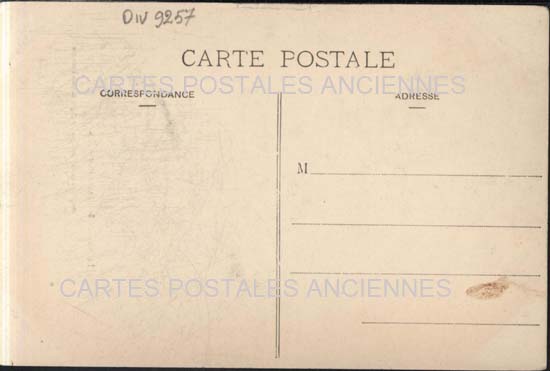 DIV 9257
CARTE POSTALE
CARTES POSTALES ANCIENNES
CORRESPONDANCE
ADRESSE
M
CARTES POSTALES ANCIENNES